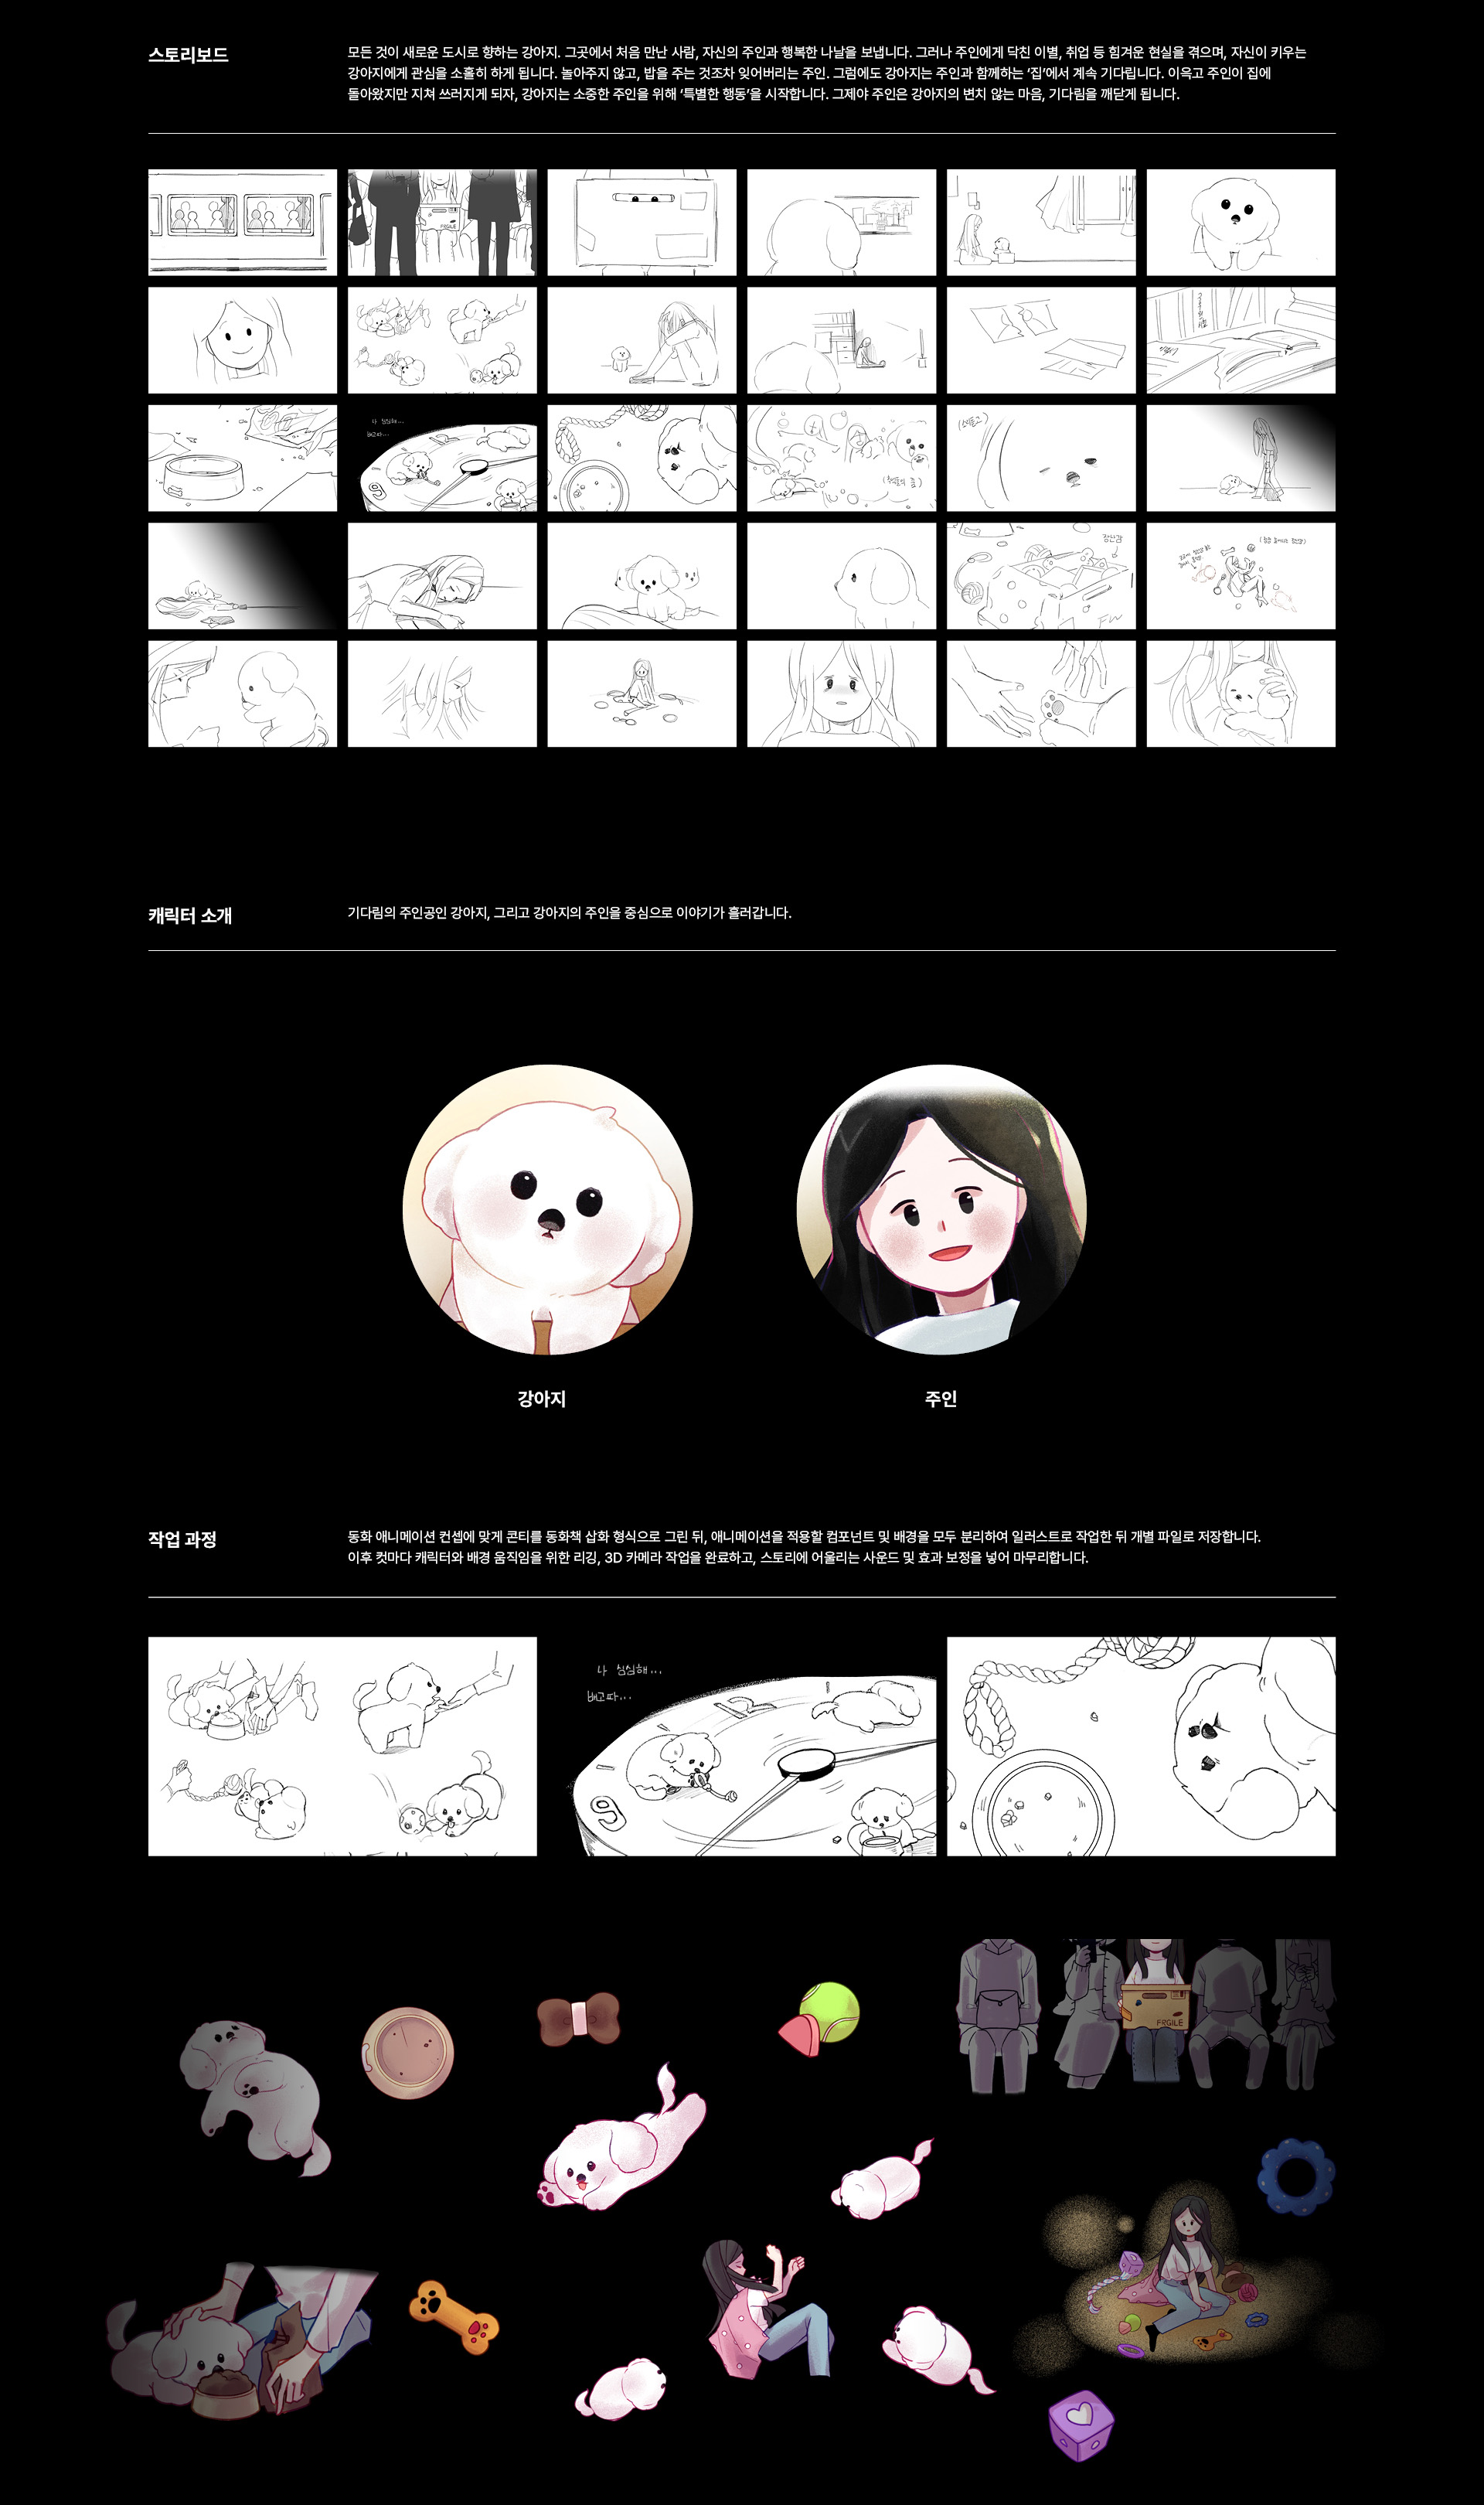 스토리보드
모든 것이 새로운 도시로 향하는 강아지. 그곳에서 처음 만난 사람, 자신의 주인과 행복한 나날을 보냅니다. 그러나 주인에게 닥친 이별, 취업 등 힘겨운 현실을 겪으며, 자신이 키우는
강아지에게 관심을 소홀히 하게 됩니다. 놀아주지 않고, 밥을 주는 것조차 잊어버리는 주인. 그럼에도 강아지는 주인과 함께하는 ‘집’에서 계속 기다립니다. 이윽고 주인이 집에
돌아왔지만 지쳐 쓰러지게 되자, 강아지는 소중한 주인을 위해 ‘특별한 행동’을 시작합니다. 그제야 주인은 강아지의 변치 않는 마음, 기다림을 깨닫게 됩니다.
FRGILE
나 심심해...
배고파...
9
장난감
캐릭터 소개
기다림의 주인공인 강아지, 그리고 강아지의 주인을 중심으로 이야기가 흘러갑니다.
강아지
주인
작업 과정
동화 애니메이션 컨셉에 맞게 콘티를 동화책 삽화 형식으로 그린 뒤, 애니메이션을 적용할 컴포넌트 및 배경을 모두 분리하여 일러스트로 작업한 뒤 개별 파일로 저장합니다.
이후 컷마다 캐릭터와 배경 움직임을 위한 리깅, 3D 카메라 작업을 완료하고, 스토리에 어울리는 사운드 및 효과 보정을 넣어 마무리합니다.
나 심심해...
배고파...
12
9
FRGILE